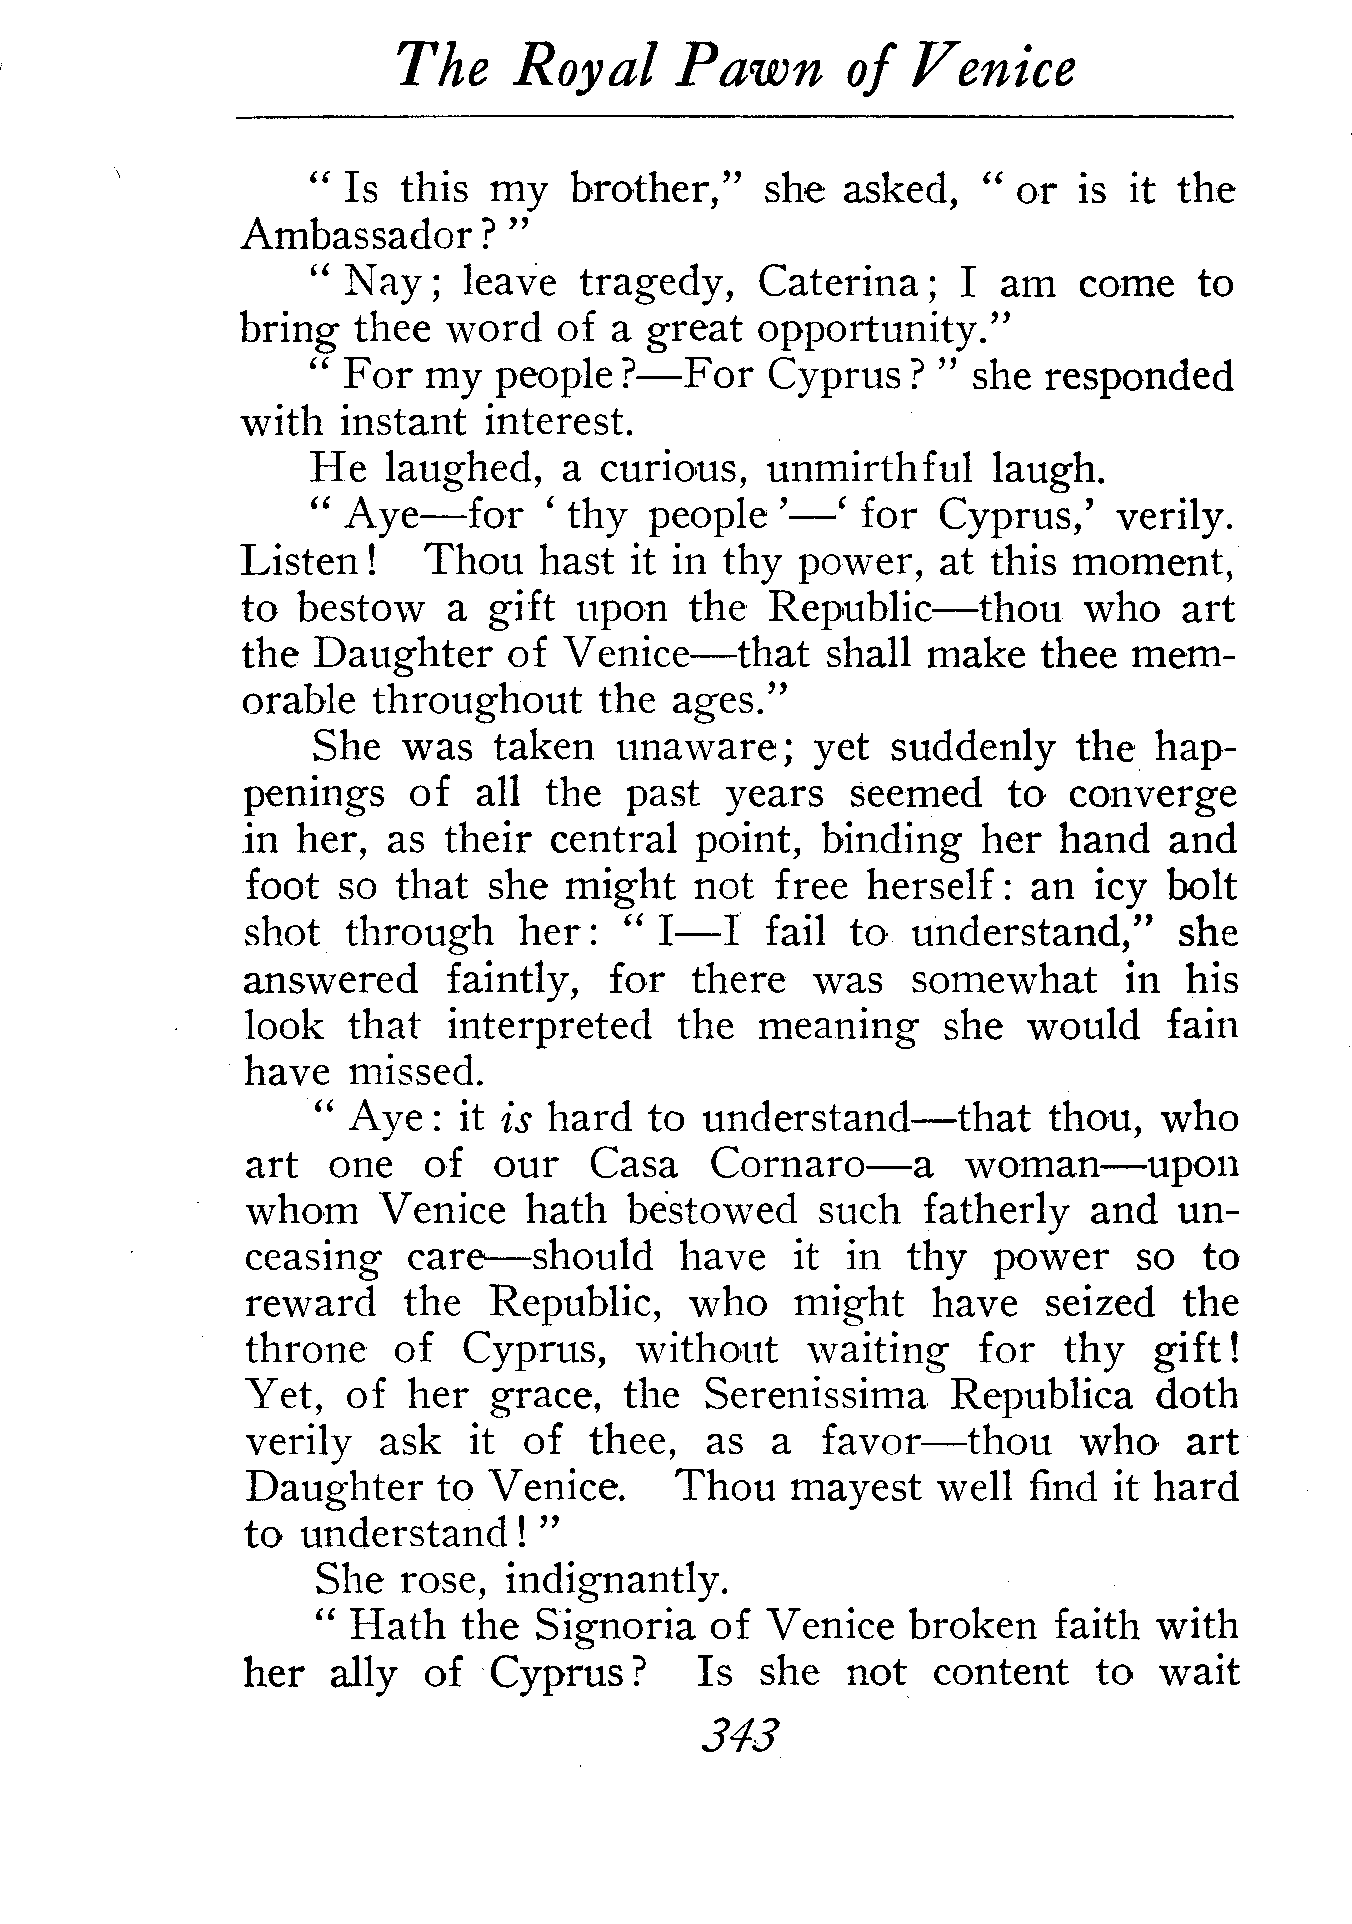 The Royal Pawn of Venice
" Is this my brother," she asked, " or is it the
Ambassador ? "
" Nay ; leave tragedy, Caterina ; I am come to
bring thee word of a great opportunity."
" For my people ?—For Cyprus ? " she responded
with instant interest.
He laughed, a curious, unmirthful laugh.
" Aye—for ' thy people '—' for Cyprus,' verily.
Listen ! Thou hast it in thy power, at this moment,
to bestow a gift upon the Republic—thou who art
the Daughter of Venice—that shall make thee mem-
orable throughout the ages."
She was taken unaware ; yet suddenly the hap-
penings of all the past years seemed to converge
in her, as their central point, binding her hand and
foot so that she might not free herself : an icy bolt
shot through her : " I—I fail to understand," she
answered faintly, for there was somewhat in his
look that interpreted the meaning she would fain
have missed.
" Aye : it is hard to understand—that thou, who
art one of our Casa Cornaro—a woman—upon
whom Venice hath bestowed such fatherly and un-
ceasing care—should have it in thy power so to
reward the Republic, who might have seized the
throne of Cyprus, without waiting for thy gift !
Yet, of her grace, the Serenissima Republica doth
verily ask it of thee, as a favor—thou who art
Daughter to Venice. Thou mayest well find it hard
to understand ! "
She rose, indignantly.
" Hath the Signoria of Venice broken faith with
her ally of Cyprus ? Is she not content to wait
343